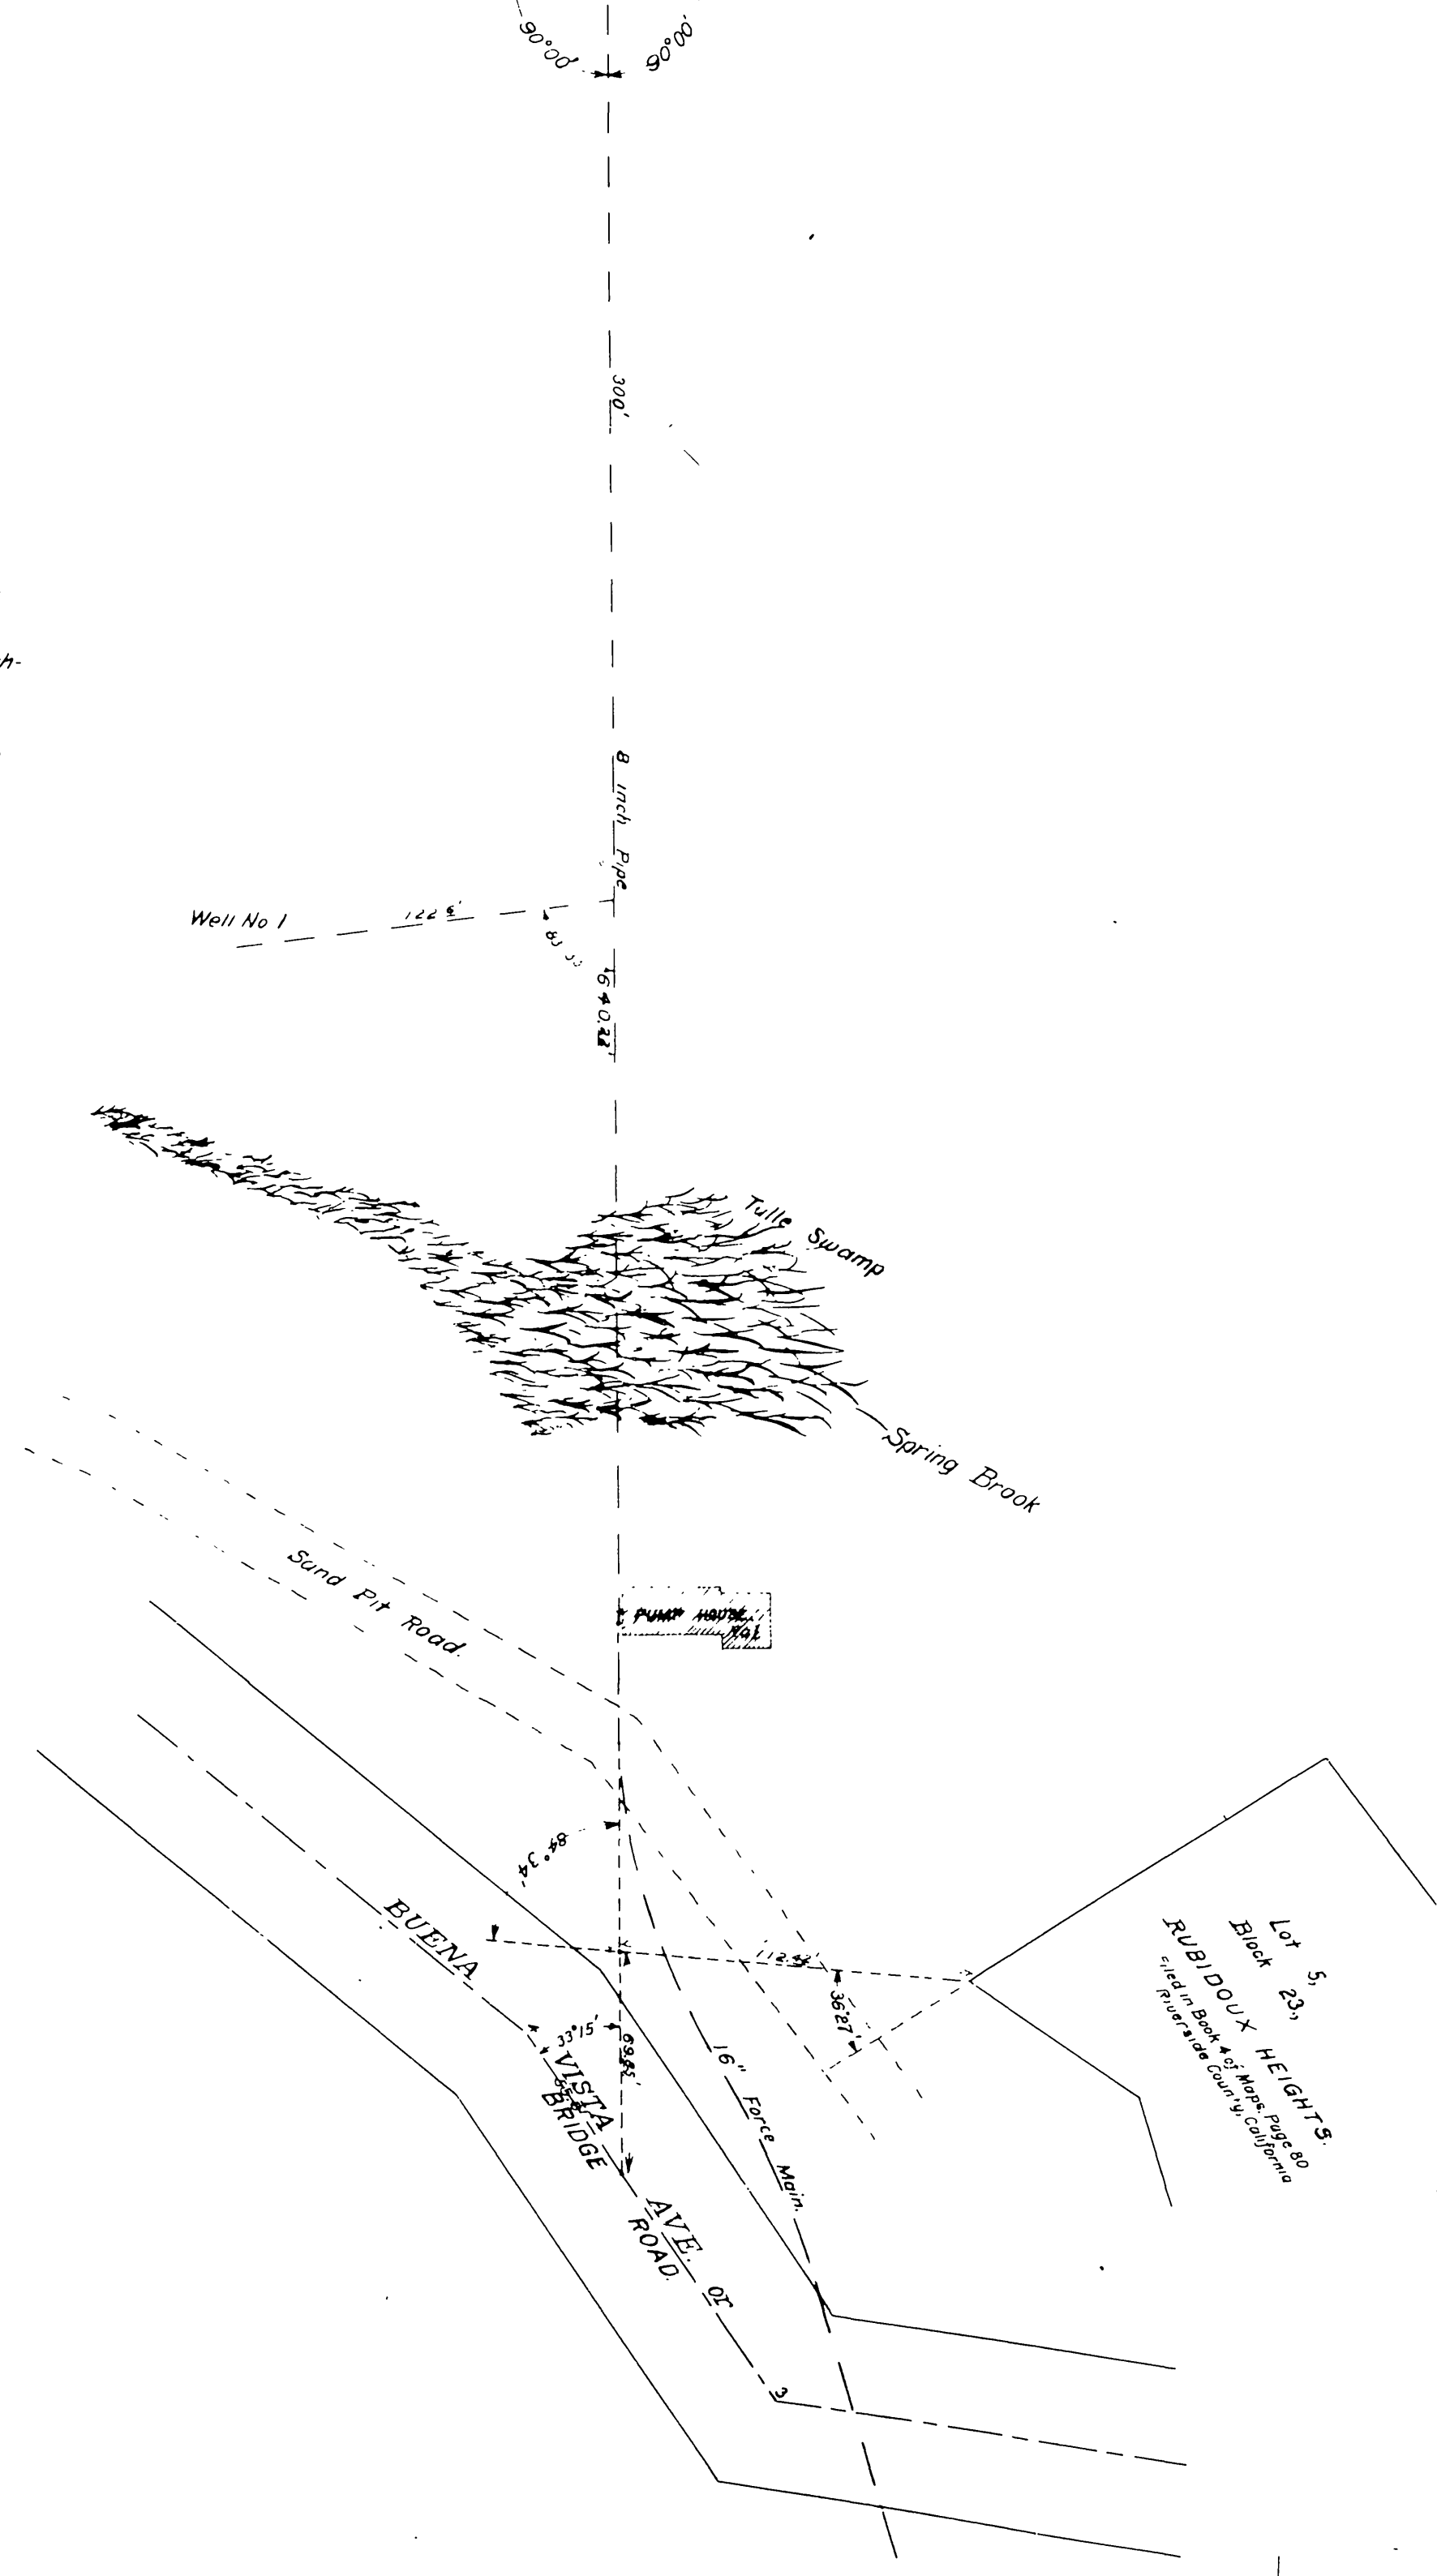 90°00'
90°00'
300'
8 Inch Pipe
Well No 1
640.22'
Tulle Swamp
Spring Brook
Sand Pit Road.
PUMP HOUSE
84°34'
BUENA
VISTA
AVE. or
BRIDGE
ROAD.
33°15'
36°27'
16" Force Main.
3
Lot 5,
Block 23,
RUBIDOUX HEIGHTS.
Filed in Book 4 of Maps, Page 80
Riverside County, California